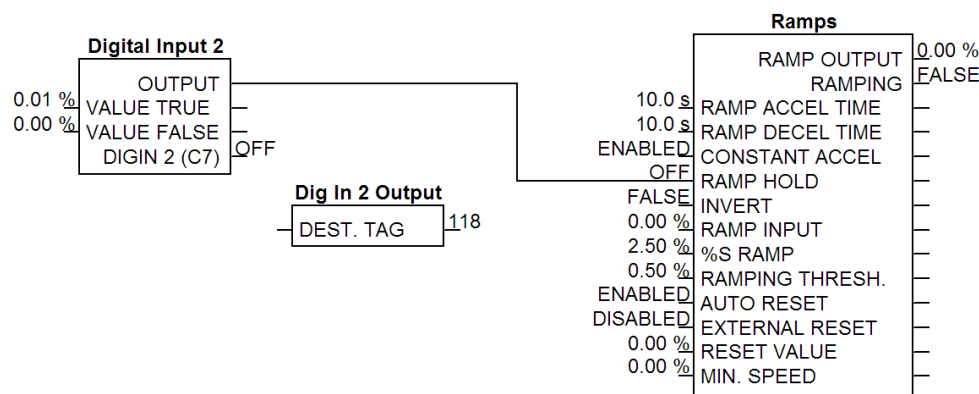 Digital Input 2
OUTPUT
0.01 % VALUE TRUE
0.00 % VALUE FALSE
DIGIN 2 (C7) OFF
Dig In 2 Output
DEST. TAG 118
Ramps
RAMP OUTPUT 0.00 %
RAMPING FALSE
10.0 s RAMP ACCEL TIME
10.0 s RAMP DECEL TIME
ENABLED CONSTANT ACCEL
OFF RAMP HOLD
FALSE INVERT
0.00 % RAMP INPUT
2.50 % %S RAMP
0.50 % RAMPING THRESH.
ENABLED AUTO RESET
DISABLED EXTERNAL RESET
0.00 % RESET VALUE
0.00 % MIN. SPEED